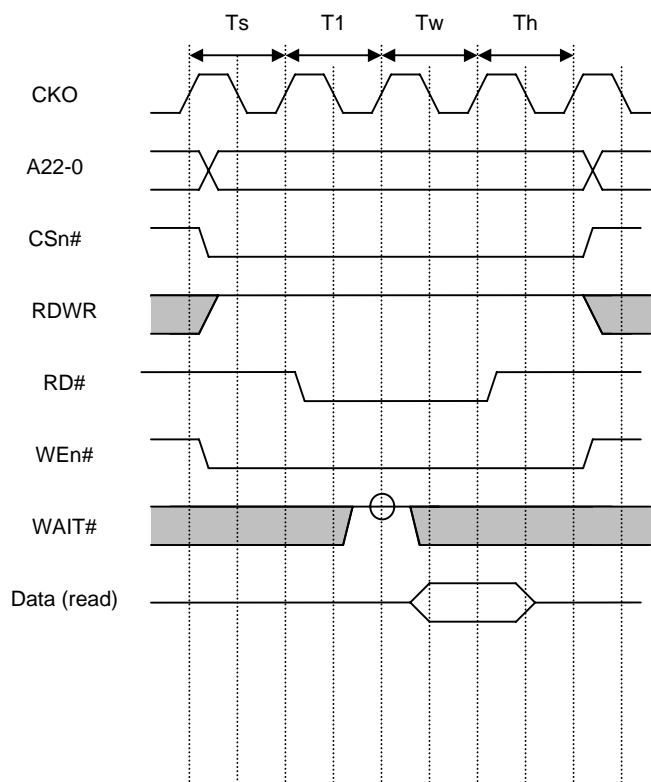 Ts T1 Tw Th
CKO
A22-0
CSn#
RDWR
RD#
WEn#
WAIT#
Data (read)